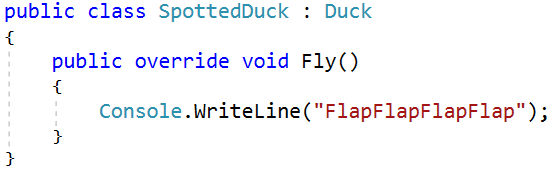 public class SpottedDuck : Duck
{
    public override void Fly()
    {
        Console.WriteLine("FlapFlapFlapFlap");
    }
}